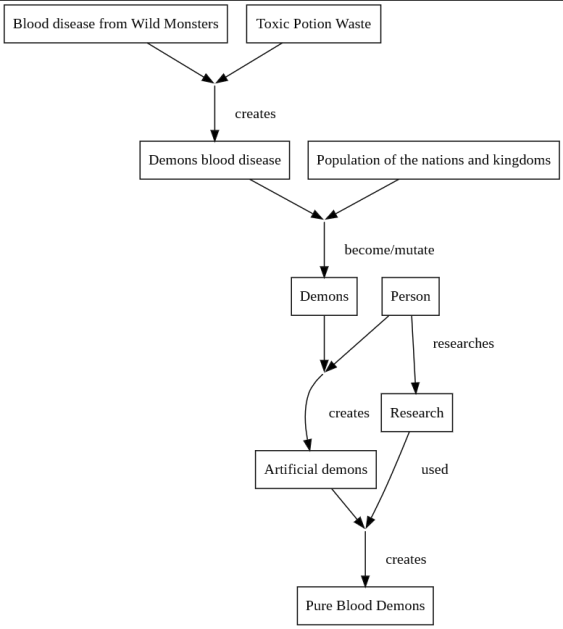 Blood disease from Wild Monsters
Toxic Potion Waste
creates
Demons blood disease
Population of the nations and kingdoms
become/mutate
Demons
Person
researches
creates
Research
Artificial demons
used
creates
Pure Blood Demons